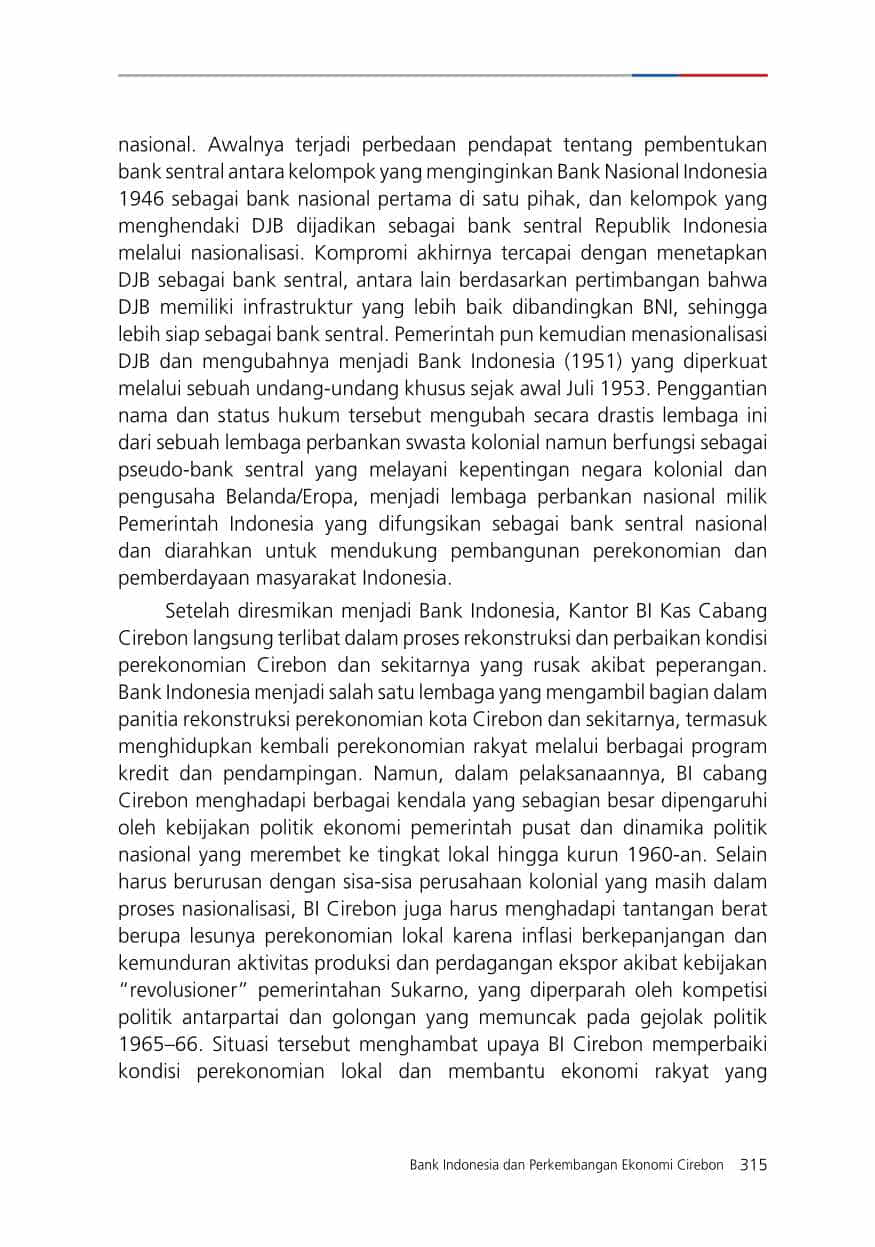 nasional. Awalnya terjadi perbedaan pendapat tentang pembentukan
bank sentral antara kelompok yang menginginkan Bank Nasional Indonesia
1946 sebagai bank nasional pertama di satu pihak, dan kelompok yang
menghendaki DJB dijadikan sebagai bank sentral Republik Indonesia
melalui nasionalisasi. Kompromi akhirnya tercapai dengan menetapkan
DJB sebagai bank sentral, antara lain berdasarkan pertimbangan bahwa
DJB memiliki infrastruktur yang lebih baik dibandingkan BNI, sehingga
lebih siap sebagai bank sentral. Pemerintah pun kemudian menasionalisasi
DJB dan mengubahnya menjadi Bank Indonesia (1951) yang diperkuat
melalui sebuah undang-undang khusus sejak awal Juli 1953. Penggantian
nama dan status hukum tersebut mengubah secara drastis lembaga ini
dari sebuah lembaga perbankan swasta kolonial namun berfungsi sebagai
pseudo-bank sentral yang melayani kepentingan negara kolonial dan
pengusaha Belanda/Eropa, menjadi lembaga perbankan nasional milik
Pemerintah Indonesia yang difungsikan sebagai bank sentral nasional
dan diarahkan untuk mendukung pembangunan perekonomian dan
pemberdayaan masyarakat Indonesia.
Setelah diresmikan menjadi Bank Indonesia, Kantor BI Kas Cabang
Cirebon langsung terlibat dalam proses rekonstruksi dan perbaikan kondisi
perekonomian Cirebon dan sekitarnya yang rusak akibat peperangan.
Bank Indonesia menjadi salah satu lembaga yang mengambil bagian dalam
panitia rekonstruksi perekonomian kota Cirebon dan sekitarnya, termasuk
menghidupkan kembali perekonomian rakyat melalui berbagai program
kredit dan pendampingan. Namun, dalam pelaksanaannya, BI cabang
Cirebon menghadapi berbagai kendala yang sebagian besar dipengaruhi
oleh kebijakan politik ekonomi pemerintah pusat dan dinamika politik
nasional yang merembet ke tingkat lokal hingga kurun 1960-an. Selain
harus berurusan dengan sisa-sisa perusahaan kolonial yang masih dalam
proses nasionalisasi, BI Cirebon juga harus menghadapi tantangan berat
berupa lesunya perekonomian lokal karena inflasi berkepanjangan dan
kemunduran aktivitas produksi dan perdagangan ekspor akibat kebijakan
“revolusioner” pemerintahan Sukarno, yang diperparah oleh kompetisi
politik antarpartai dan golongan yang memuncak pada gejolak politik
1965–66. Situasi tersebut menghambat upaya BI Cirebon memperbaiki
kondisi perekonomian lokal dan membantu ekonomi rakyat yang
Bank Indonesia dan Perkembangan Ekonomi Cirebon 315